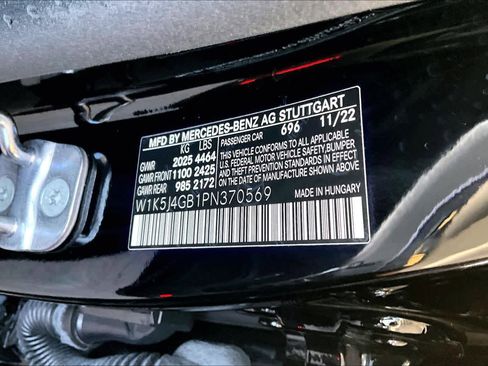 MFD BY MERCEDES-BENZ AG STUTTGART
PASSENGER CAR 696 11/22
KG LBS
GVWR 2025 4464
GAWR FRONT 1100 2425
GAWR REAR 985 2172
THIS VEHICLE CONFORMS TO ALL APPLICABLE
U.S. FEDERAL MOTOR VEHICLE SAFETY, BUMPER,
AND THEFT PREVENTION STANDARDS IN EFFECT
ON THE DATE OF MANUFACTURE SHOWN ABOVE.
W1K5J4GB1PN370569
MADE IN HUNGARY